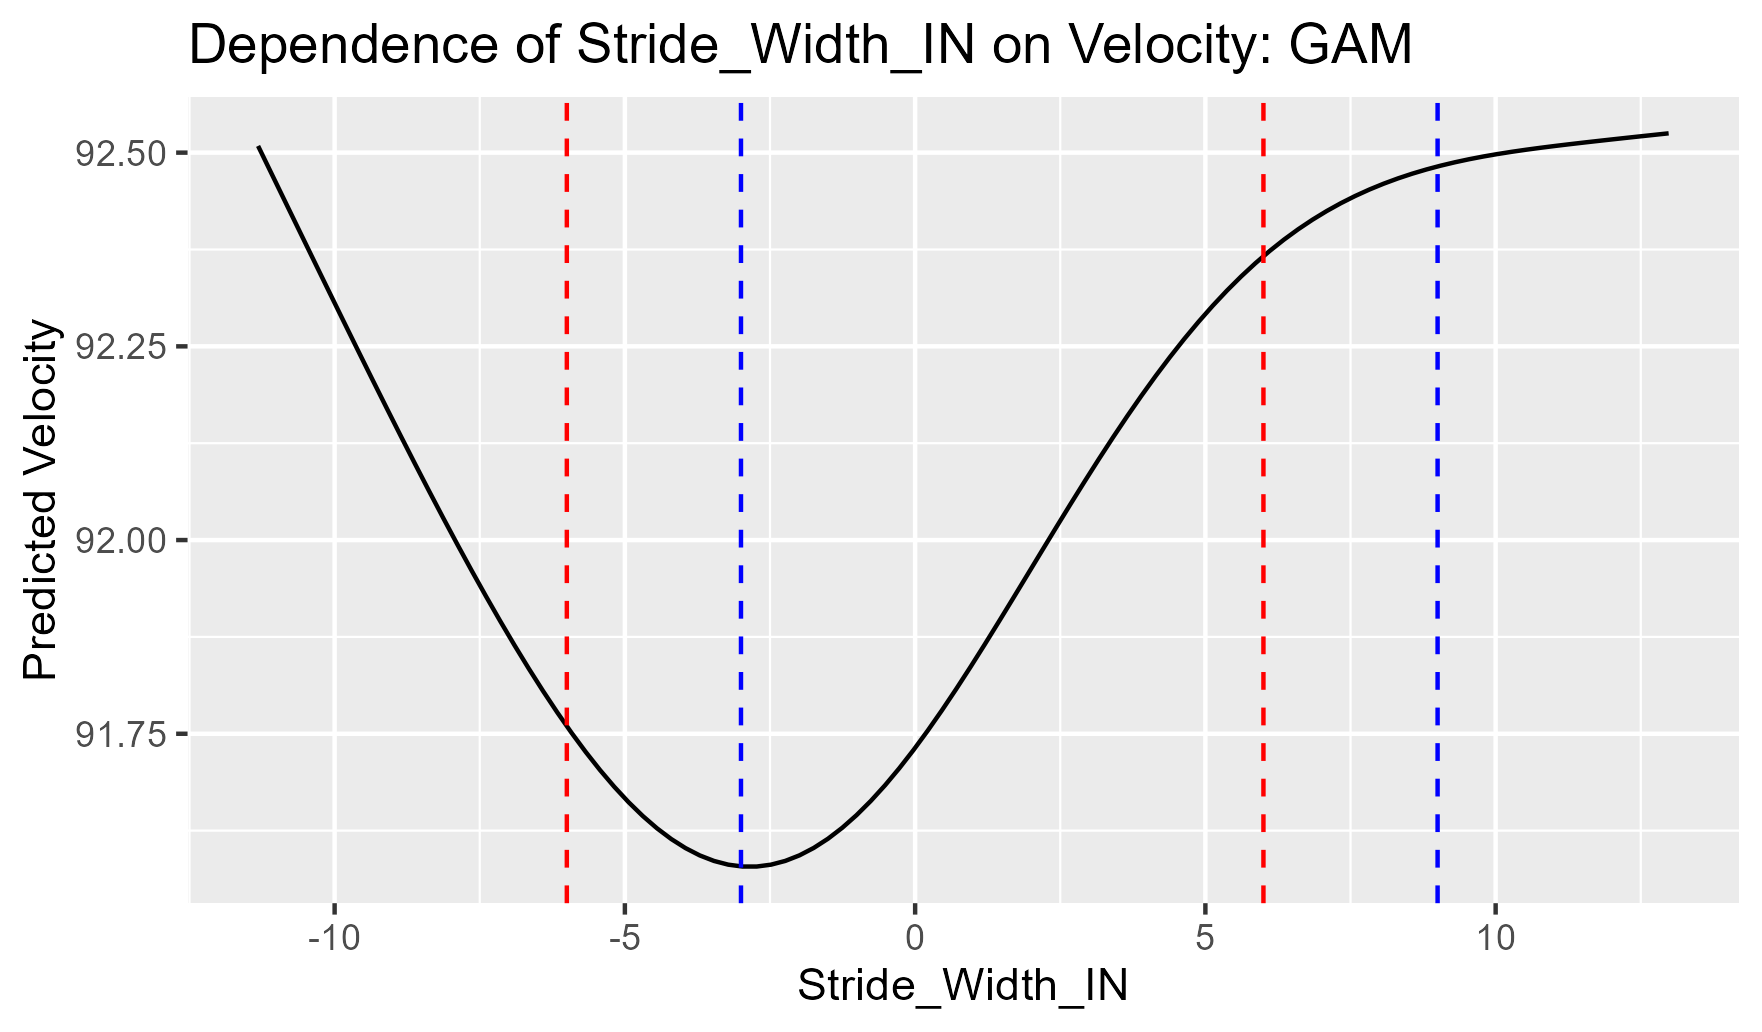 Dependence of Stride_Width_IN on Velocity: GAM
Predicted Velocity
92.50
92.25
92.00
91.75
-10 -5 0 5 10
Stride_Width_IN